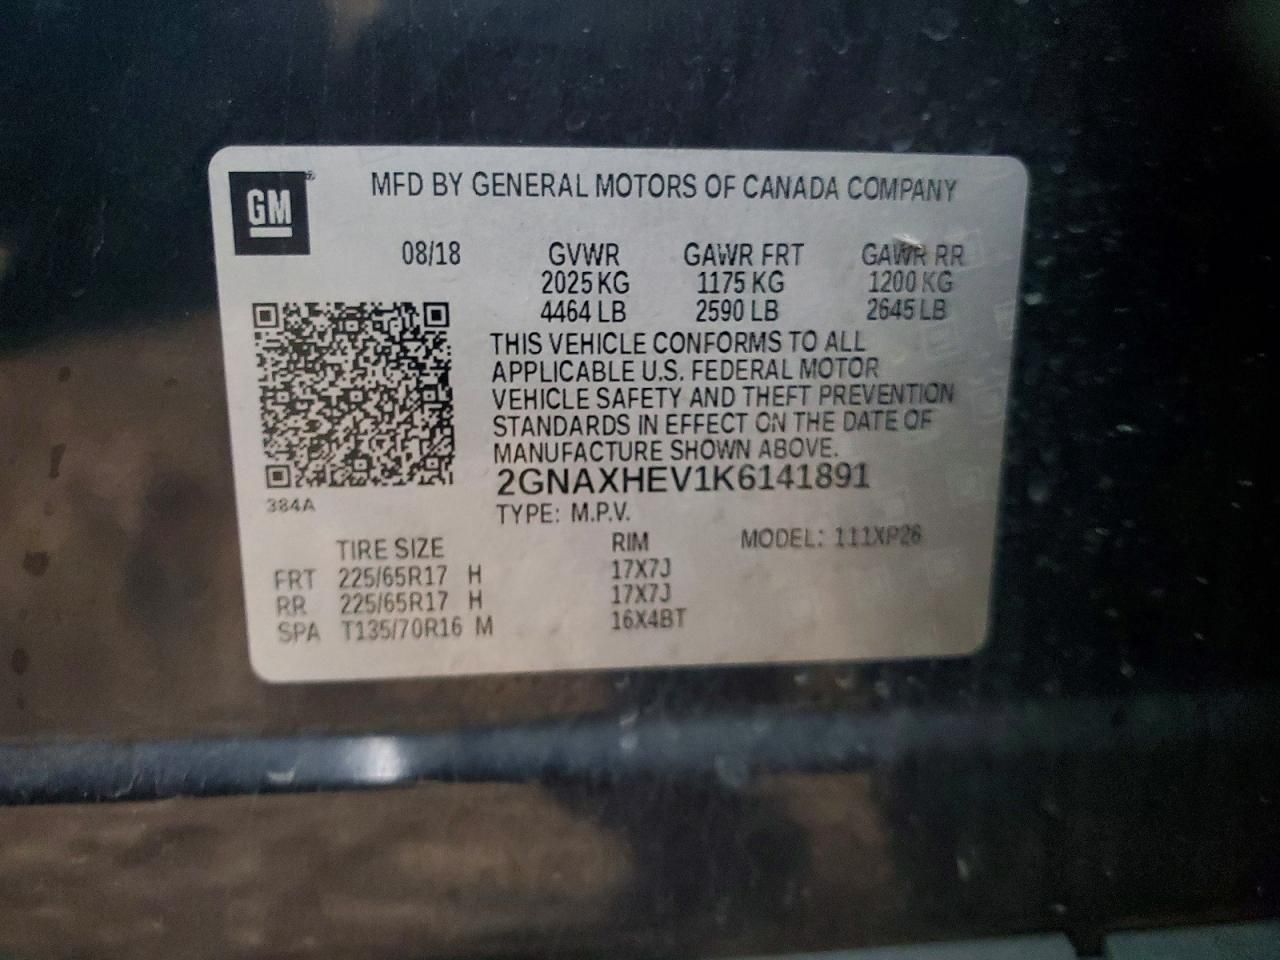 GM
MFD BY GENERAL MOTORS OF CANADA COMPANY
08/18 GVWR GAWR FRT GAWR RR
2025 KG 1175 KG 1200 KG
4464 LB 2590 LB 2645 LB
THIS VEHICLE CONFORMS TO ALL
APPLICABLE U.S. FEDERAL MOTOR
VEHICLE SAFETY AND THEFT PREVENTION
STANDARDS IN EFFECT ON THE DATE OF
MANUFACTURE SHOWN ABOVE.
2GNAXHEV1K6141891
384A
TYPE: M.P.V.
TIRE SIZE RIM MODEL: 111XP26
FRT 225/65R17 H 17X7J
RR 225/65R17 H 17X7J
SPA T135/70R16 M 16X4BT